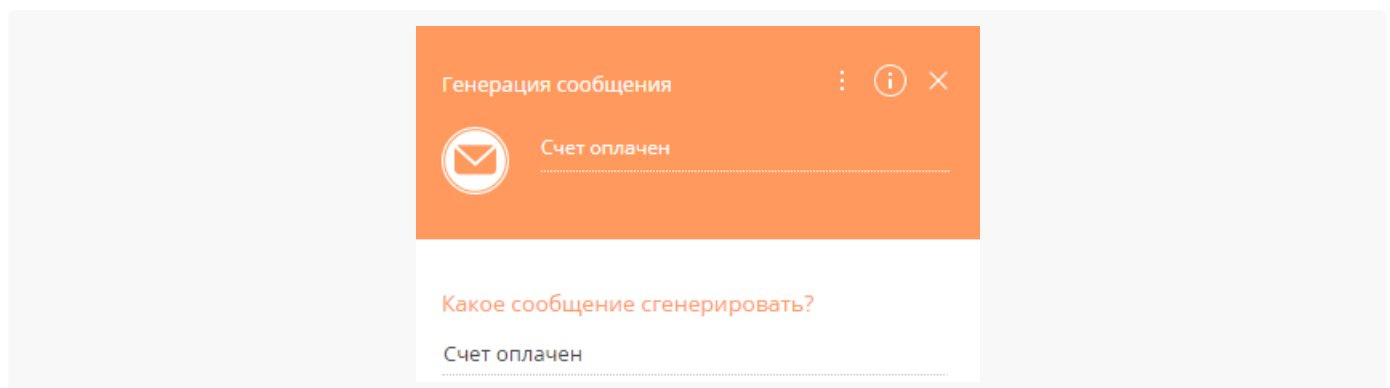 Генерация сообщения
Счет оплачен
Какое сообщение сгенерировать?
Счет оплачен